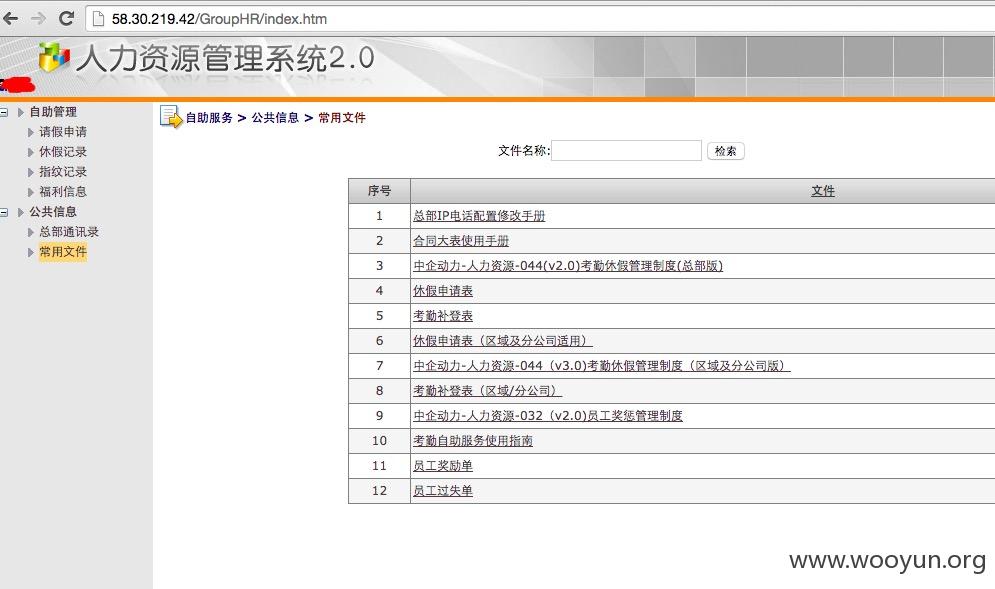 58.30.219.42/GroupHR/index.htm
人力资源管理系统2.0
自助管理
请假申请
休假记录
指纹记录
福利信息
公共信息
总部通讯录
常用文件
自助服务 > 公共信息 > 常用文件
文件名称: 检索
序号 文件
1 总部IP电话配置修改手册
2 合同大表使用手册
3 中企动力-人力资源-044(v2.0)考勤休假管理制度(总部版)
4 休假申请表
5 考勤补登表
6 休假申请表（区域及分公司适用）
7 中企动力-人力资源-044（v3.0)考勤休假管理制度（区域及分公司版）
8 考勤补登表（区域/分公司）
9 中企动力-人力资源-032（v2.0)员工奖惩管理制度
10 考勤自助服务使用指南
11 员工奖励单
12 员工过失单
www.wooyun.org